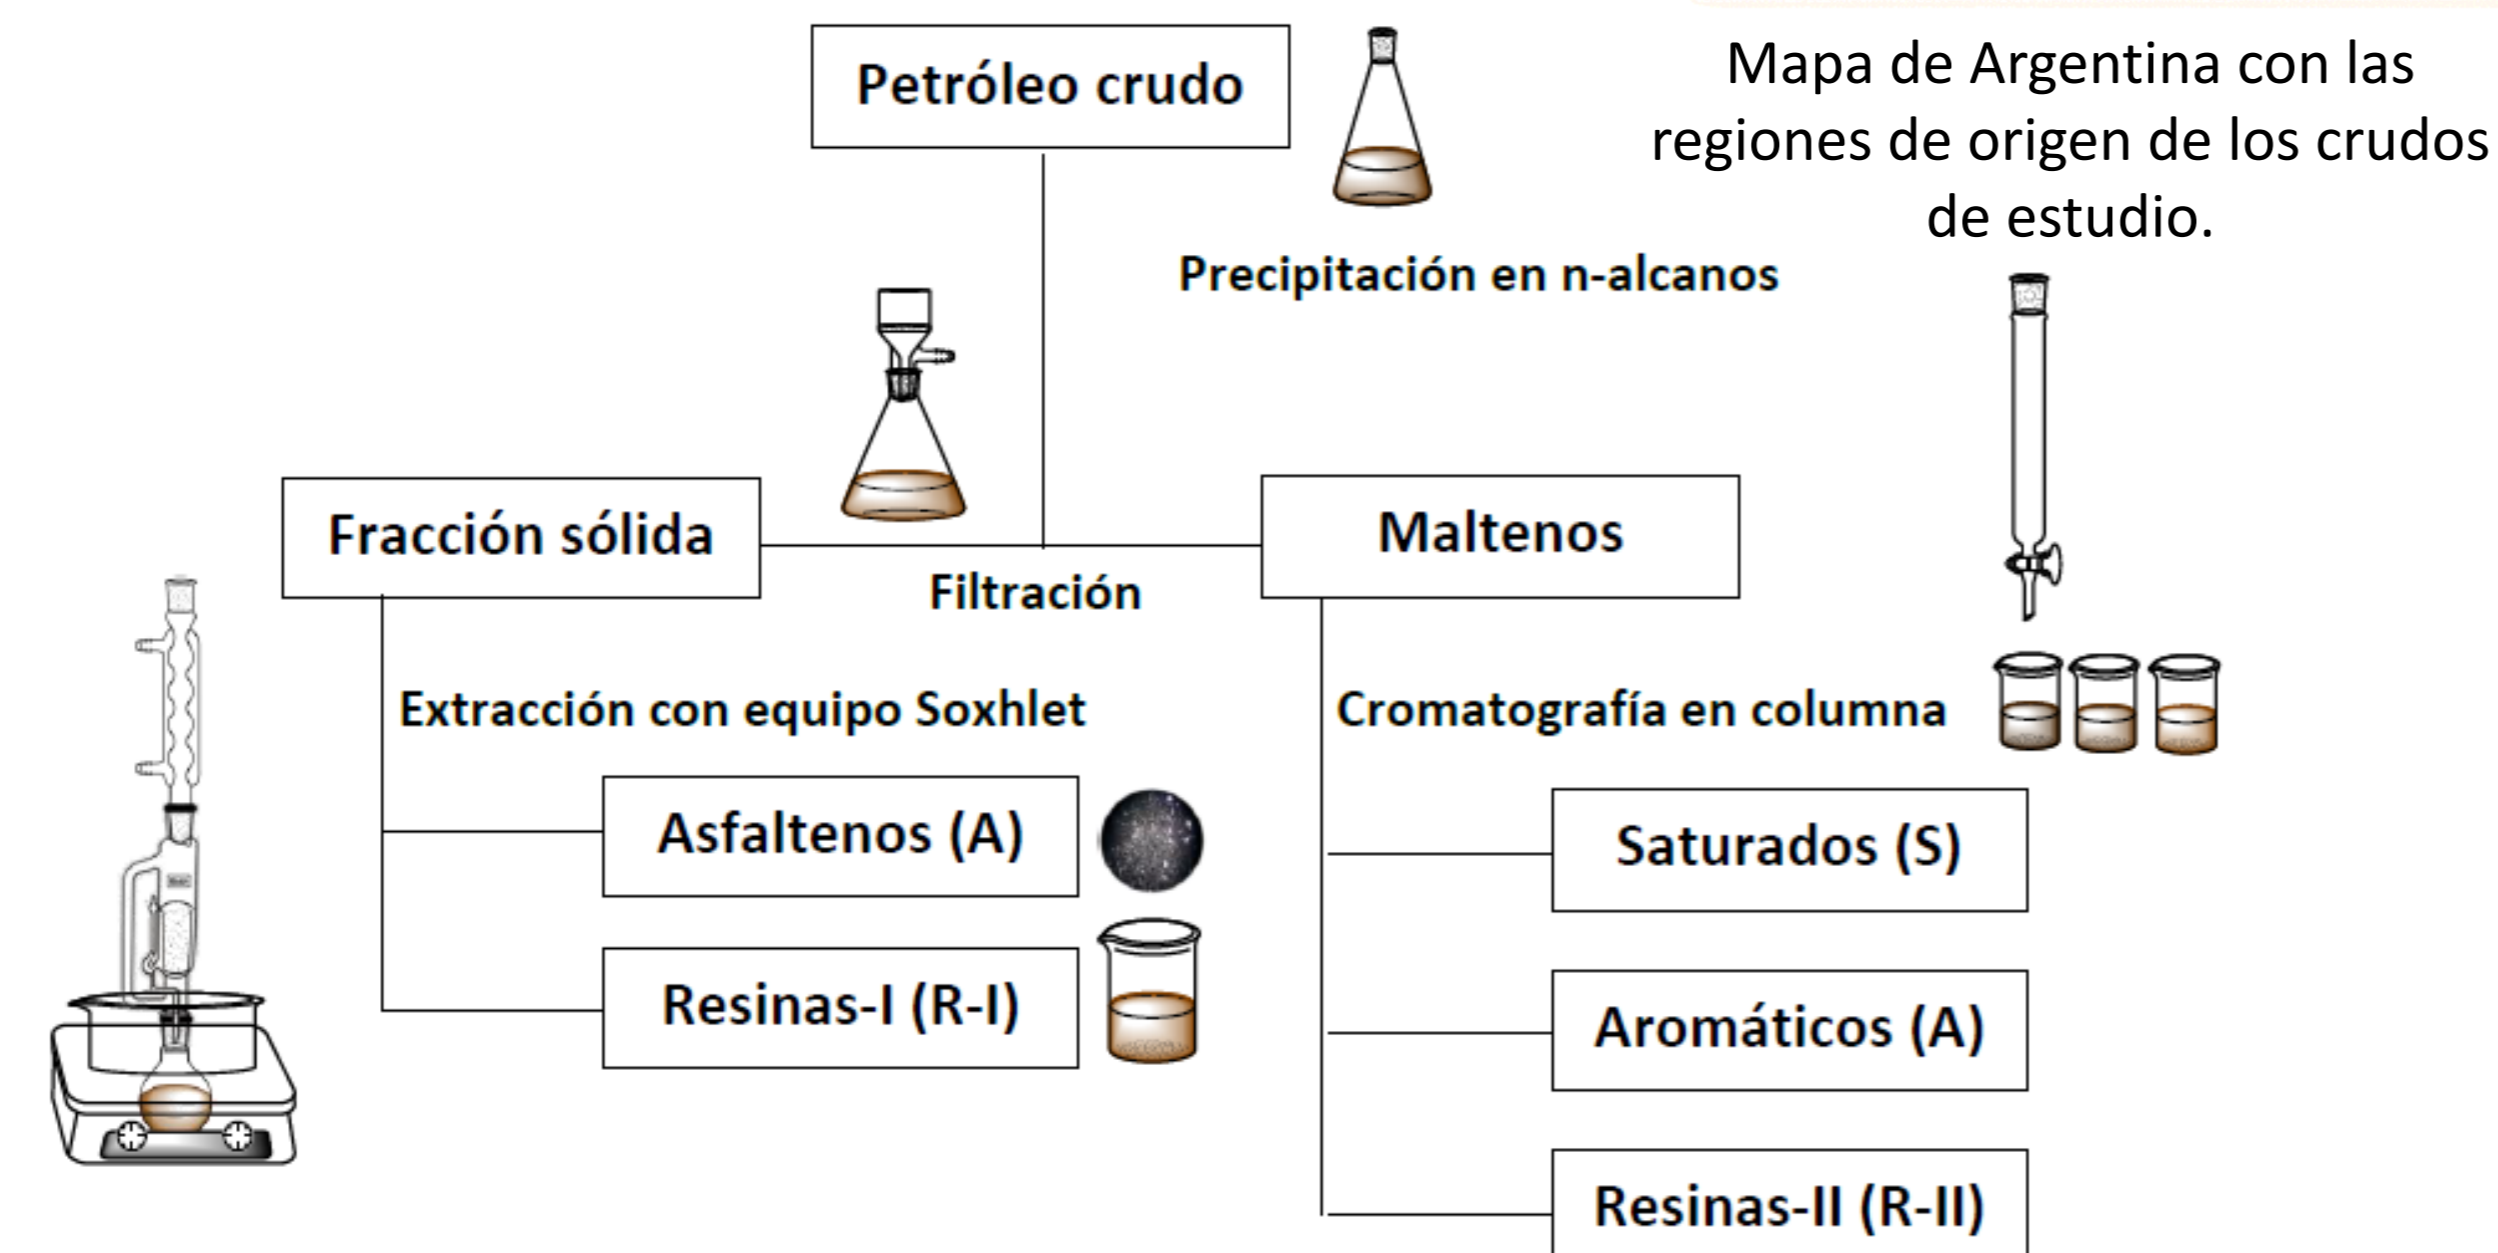 Petróleo crudo
Mapa de Argentina con las
regiones de origen de los crudos
de estudio.
Precipitación en n-alcanos
Fracción sólida
Maltenos
Filtración
Extracción con equipo Soxhlet
Cromatografía en columna
Asfaltenos (A)
Saturados (S)
Resinas-I (R-I)
Aromáticos (A)
Resinas-II (R-II)